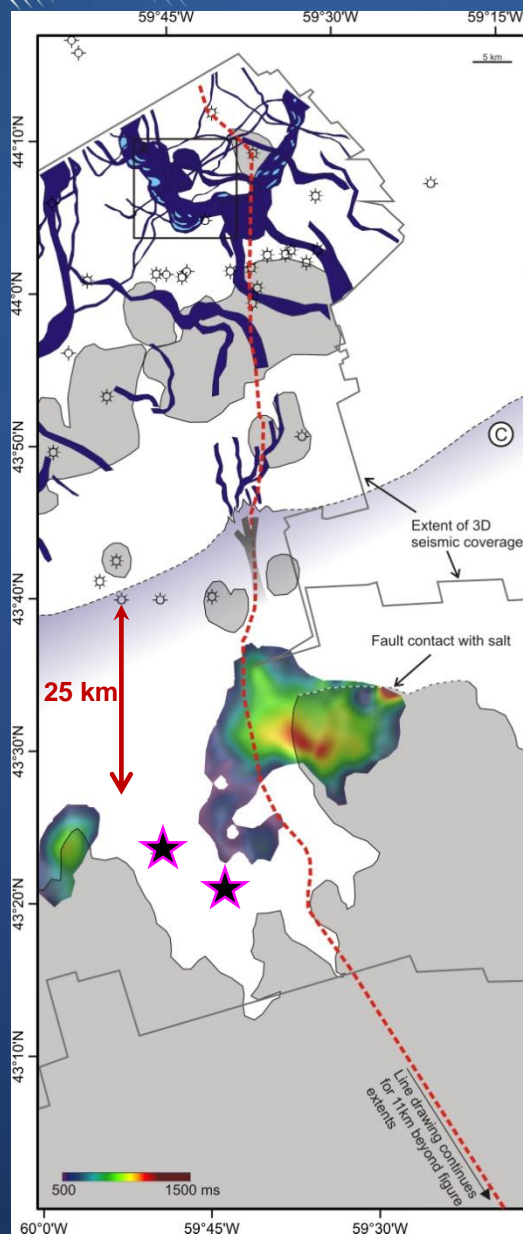 59°45'W 59°30'W 59°15'W
5 km
44°10'N
44°0'N
43°50'N
C
Extent of 3D
seismic coverage
43°40'N
Fault contact with salt
25 km
43°30'N
43°20'N
43°10'N
Line drawing continues
for 11km beyond figure
extents
500 1500 ms
60°0'W 59°45'W 59°30'W